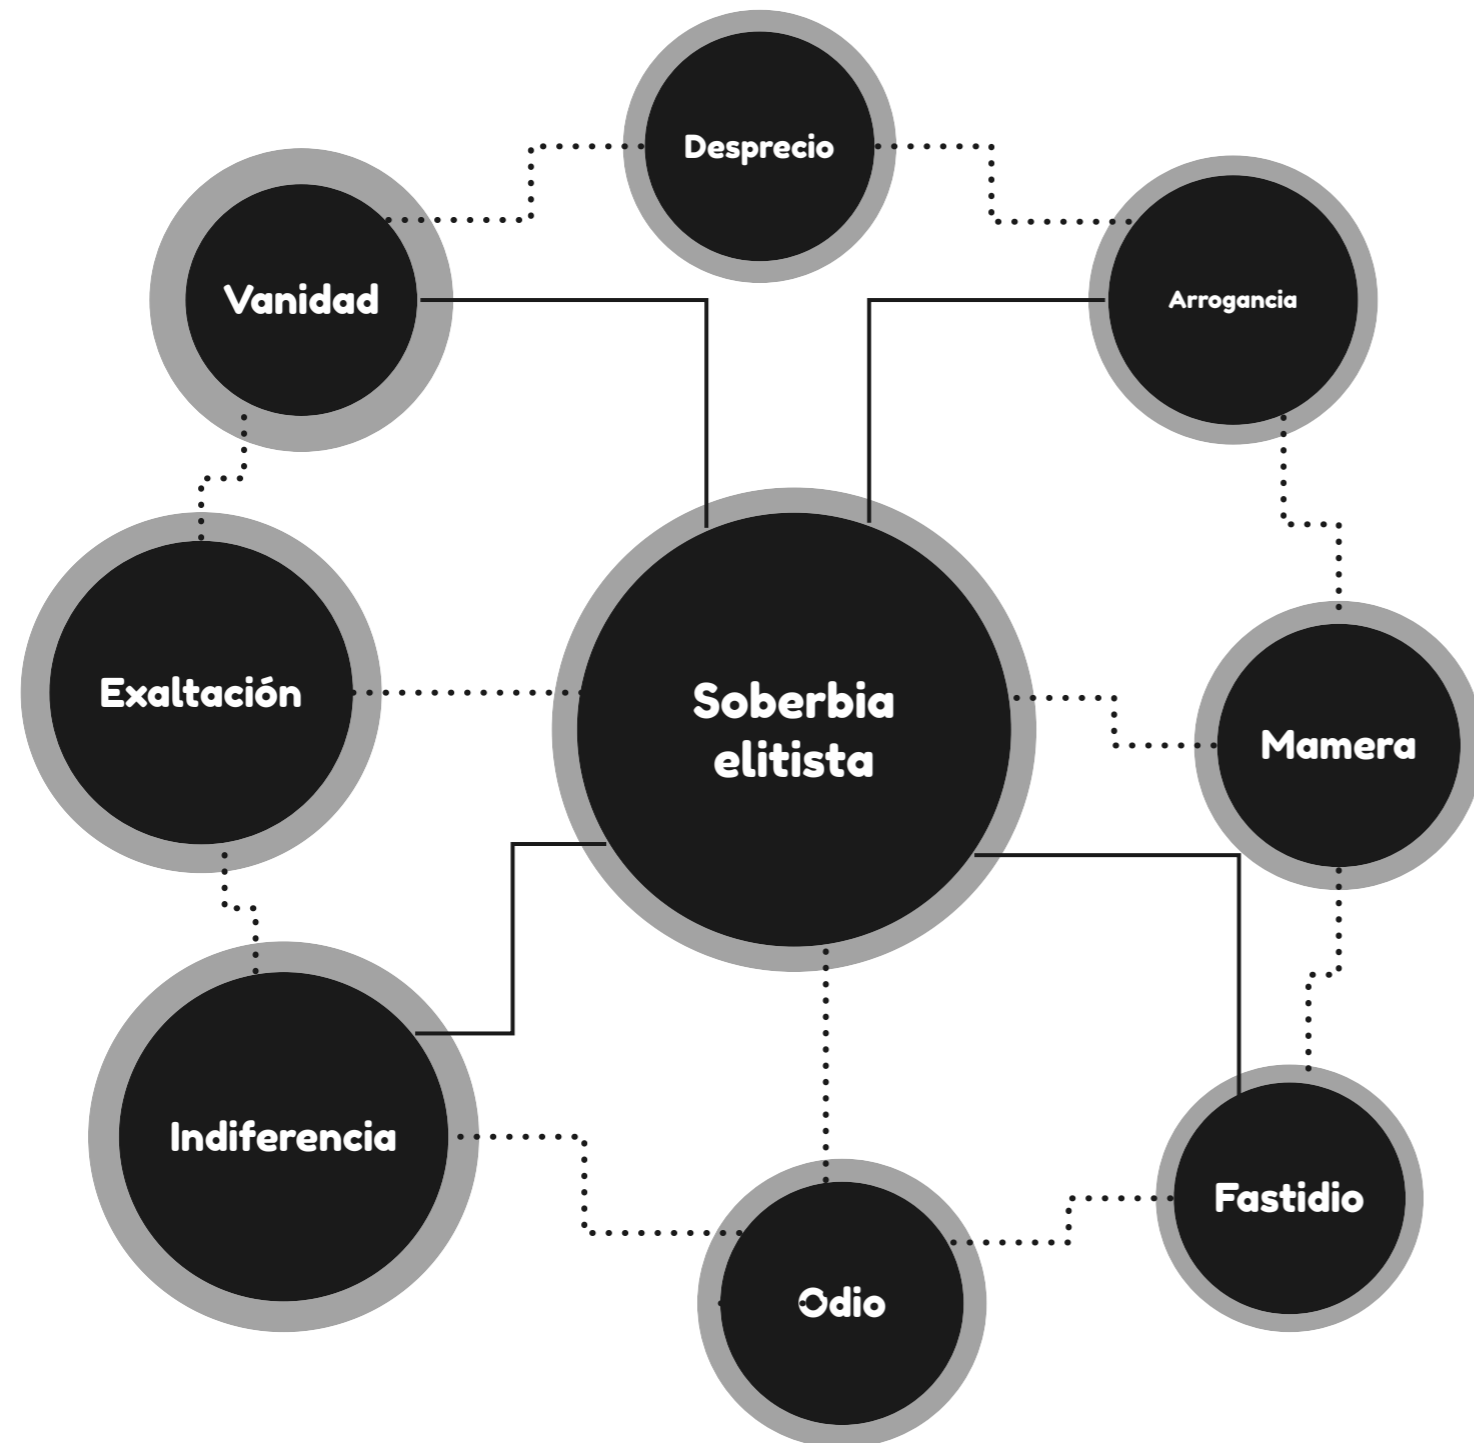 Desprecio
Vanidad
Arrogancia
Exaltación
Soberbia
elitista
Mamera
Indiferencia
Fastidio
Odio